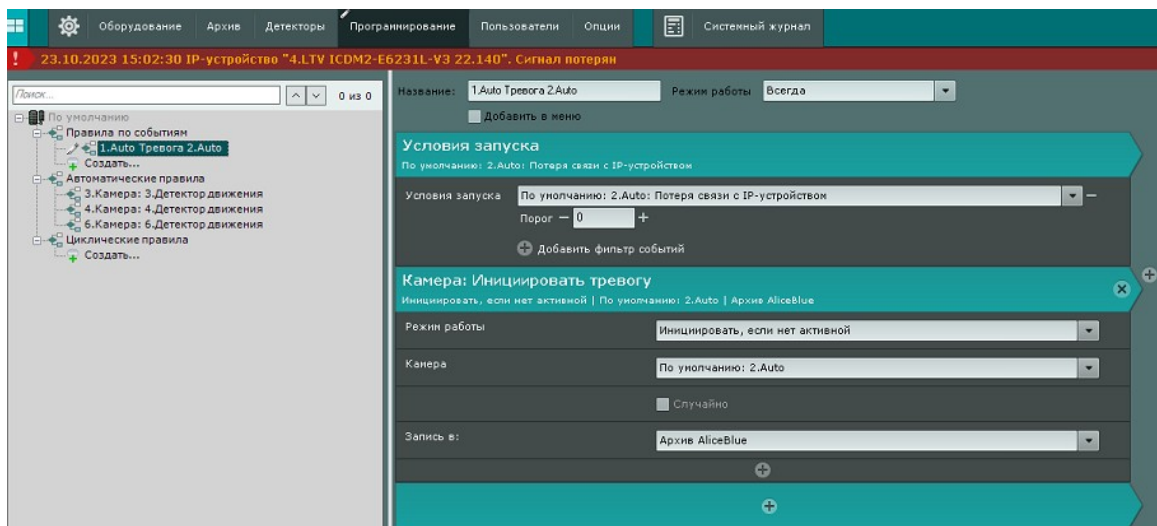 Оборудование Архив Детекторы Программирование Пользователи Опции Системный журнал
! 23.10.2023 15:02:30 IP-устройство "4.LTV ICDM2-E6231L-V3 22.140". Сигнал потерян
Поиск... 0 из 0
По умолчанию
Правила по событиям
1.Auto Тревога 2.Auto
Создать...
Автоматические правила
3.Камера: 3.Детектор движения
4.Камера: 4.Детектор движения
6.Камера: 6.Детектор движения
Циклические правила
Создать...
Название: 1.Auto Тревога 2.Auto Режим работы Всегда
Добавить в меню
Условия запуска
По умолчанию: 2.Auto: Потеря связи с IP-устройством
Условия запуска По умолчанию: 2.Auto: Потеря связи с IP-устройством
Порог — 0 +
Добавить фильтр событий
Камера: Инициировать тревогу
Инициировать, если нет активной | По умолчанию: 2.Auto | Архив AliceBlue
Режим работы Инициировать, если нет активной
Камера По умолчанию: 2.Auto
Случайно
Запись в: Архив AliceBlue